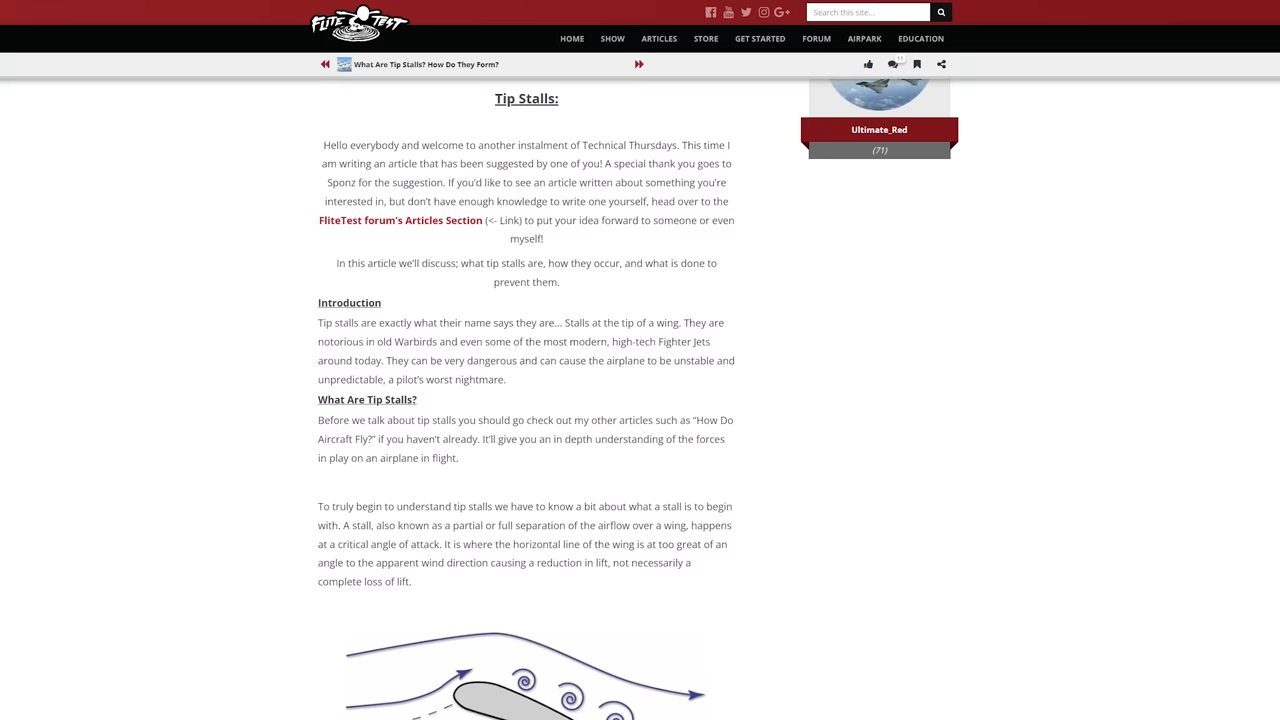 FLITE TEST
Search this site...
HOME SHOW ARTICLES STORE GET STARTED FORUM AIRPARK EDUCATION
What Are Tip Stalls? How Do They Form?
11
Tip Stalls:
Ultimate_Red
(71)
Hello everybody and welcome to another instalment of Technical Thursdays. This time I
am writing an article that has been suggested by one of you! A special thank you goes to
Sponz for the suggestion. If you’d like to see an article written about something you’re
interested in, but don’t have enough knowledge to write one yourself, head over to the
FliteTest forum’s Articles Section (<- Link) to put your idea forward to someone or even
myself!
In this article we’ll discuss; what tip stalls are, how they occur, and what is done to
prevent them.
Introduction
Tip stalls are exactly what their name says they are… Stalls at the tip of a wing. They are
notorious in old Warbirds and even some of the most modern, high-tech Fighter Jets
around today. They can be very dangerous and can cause the airplane to be unstable and
unpredictable, a pilot’s worst nightmare.
What Are Tip Stalls?
Before we talk about tip stalls you should go check out my other articles such as “How Do
Aircraft Fly?” if you haven’t already. It’ll give you an in depth understanding of the forces
in play on an airplane in flight.
To truly begin to understand tip stalls we have to know a bit about what a stall is to begin
with. A stall, also known as a partial or full separation of the airflow over a wing, happens
at a critical angle of attack. It is where the horizontal line of the wing is at too great of an
angle to the apparent wind direction causing a reduction in lift, not necessarily a
complete loss of lift.